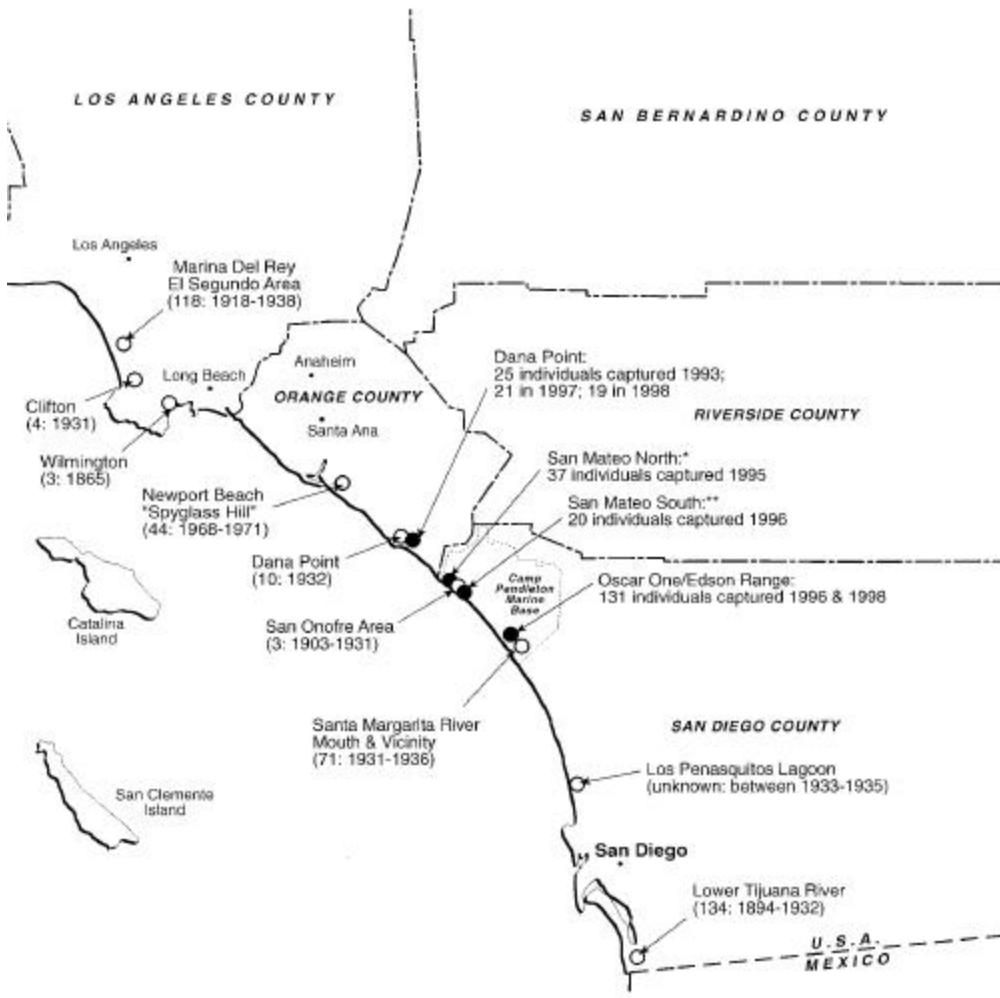 LOS ANGELES COUNTY
SAN BERNARDINO COUNTY
Los Angeles
Marina Del Rey
El Segundo Area
(118: 1918-1938)
Long Beach
Anaheim
ORANGE COUNTY
Santa Ana
Dana Point:
25 individuals captured 1993;
21 in 1997; 19 in 1998
RIVERSIDE COUNTY
Clifton
(4: 1931)
Wilmington
(3: 1865)
San Mateo North:*
37 individuals captured 1995
Newport Beach
"Spyglass Hill"
(44: 1968-1971)
San Mateo South:**
20 individuals captured 1996
Dana Point
(10: 1932)
Camp
Pendleton
Marine
Base
Oscar One/Edson Range:
131 individuals captured 1996 & 1998
Catalina
Island
San Onofre Area
(3: 1903-1931)
Santa Margarita River
Mouth & Vicinity
(71: 1931-1936)
SAN DIEGO COUNTY
Los Penasquitos Lagoon
(unknown: between 1933-1935)
San Clemente
Island
San Diego
Lower Tijuana River
(134: 1894-1932)
U.S.A.
MEXICO